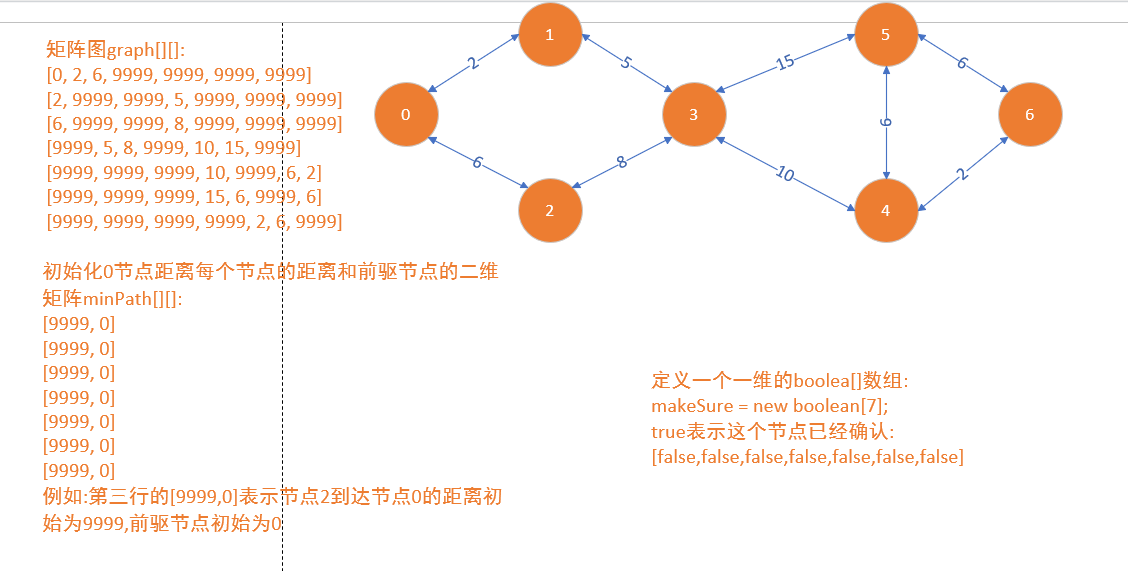 矩阵图graph[][]:
[0, 2, 6, 9999, 9999, 9999, 9999]
[2, 9999, 9999, 5, 9999, 9999, 9999]
[6, 9999, 9999, 8, 9999, 9999, 9999]
[9999, 5, 8, 9999, 10, 15, 9999]
[9999, 9999, 9999, 10, 9999, 6, 2]
[9999, 9999, 9999, 15, 6, 9999, 6]
[9999, 9999, 9999, 9999, 2, 6, 9999]
1
5
2
5
15
6
0
3
6
6
6
8
10
2
2
4
初始化0节点距离每个节点的距离和前驱节点的二维
矩阵minPath[][]:
[9999, 0]
[9999, 0]
[9999, 0]
[9999, 0]
[9999, 0]
[9999, 0]
[9999, 0]
例如:第三行的[9999,0]表示节点2到达节点0的距离初
始为9999,前驱节点初始为0
定义一个一维的boolea[]数组:
makeSure = new boolean[7];
true表示这个节点已经确认:
[false,false,false,false,false,false,false]